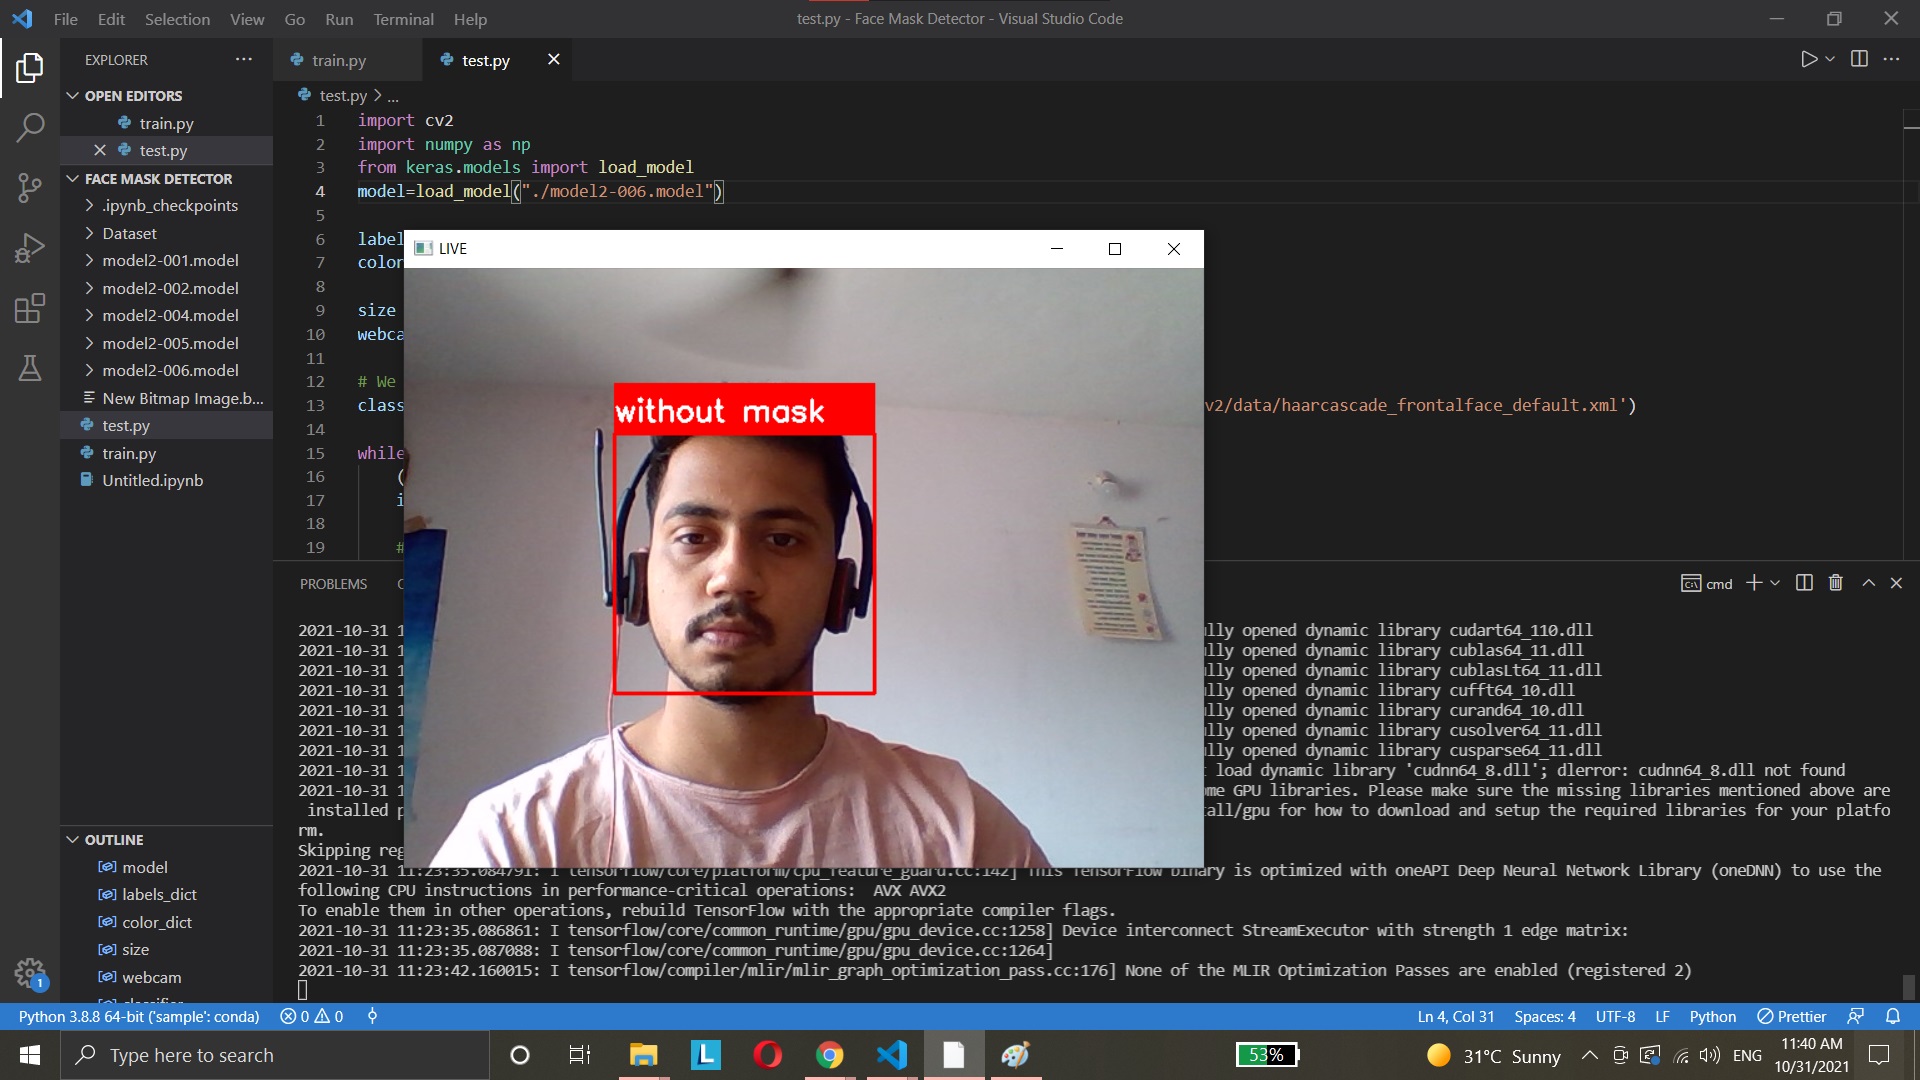 File Edit Selection View Go Run Terminal Help
test.py - Face Mask Detector - Visual Studio Code
EXPLORER
OPEN EDITORS
train.py
test.py
FACE MASK DETECTOR
.ipynb_checkpoints
Dataset
model2-001.model
model2-002.model
model2-004.model
model2-005.model
model2-006.model
New Bitmap Image.b...
test.py
train.py
Untitled.ipynb
OUTLINE
model
labels_dict
color_dict
size
webcam
train.py
test.py
test.py > ...
1 import cv2
2 import numpy as np
3 from keras.models import load_model
4 model=load_model("./model2-006.model")
5
6 label
7 color
8
9 size
10 webca
11
12 # We
13 class v2/data/haarcascade_frontalface_default.xml')
14
15 while
16 (
17 i
18
19 #
LIVE
without mask
PROBLEMS
cmd
2021-10-31 1 lly opened dynamic library cudart64_110.dll
2021-10-31 1 lly opened dynamic library cublas64_11.dll
2021-10-31 1 lly opened dynamic library cublasLt64_11.dll
2021-10-31 1 lly opened dynamic library cufft64_10.dll
2021-10-31 1 lly opened dynamic library curand64_10.dll
2021-10-31 1 lly opened dynamic library cusolver64_11.dll
2021-10-31 1 lly opened dynamic library cusparse64_11.dll
2021-10-31 1 load dynamic library 'cudnn64_8.dll'; dlerror: cudnn64_8.dll not found
2021-10-31 1 me GPU libraries. Please make sure the missing libraries mentioned above are
installed p all/gpu for how to download and setup the required libraries for your platfo
rm.
Skipping reg
2021-10-31 11:23:35.084791: I tensorflow/core/platform/cpu_feature_guard.cc:142] This TensorFlow binary is optimized with oneAPI Deep Neural Network Library (oneDNN) to use the
following CPU instructions in performance-critical operations: AVX AVX2
To enable them in other operations, rebuild TensorFlow with the appropriate compiler flags.
2021-10-31 11:23:35.086861: I tensorflow/core/common_runtime/gpu/gpu_device.cc:1258] Device interconnect StreamExecutor with strength 1 edge matrix:
2021-10-31 11:23:35.087088: I tensorflow/core/common_runtime/gpu/gpu_device.cc:1264]
2021-10-31 11:23:42.160015: I tensorflow/compiler/mlir/mlir_graph_optimization_pass.cc:176] None of the MLIR Optimization Passes are enabled (registered 2)
1
Python 3.8.8 64-bit ('sample': conda) 0 0
Ln 4, Col 31 Spaces: 4 UTF-8 LF Python Prettier
Type here to search
L
53%
31°C Sunny
ENG
11:40 AM
10/31/2021